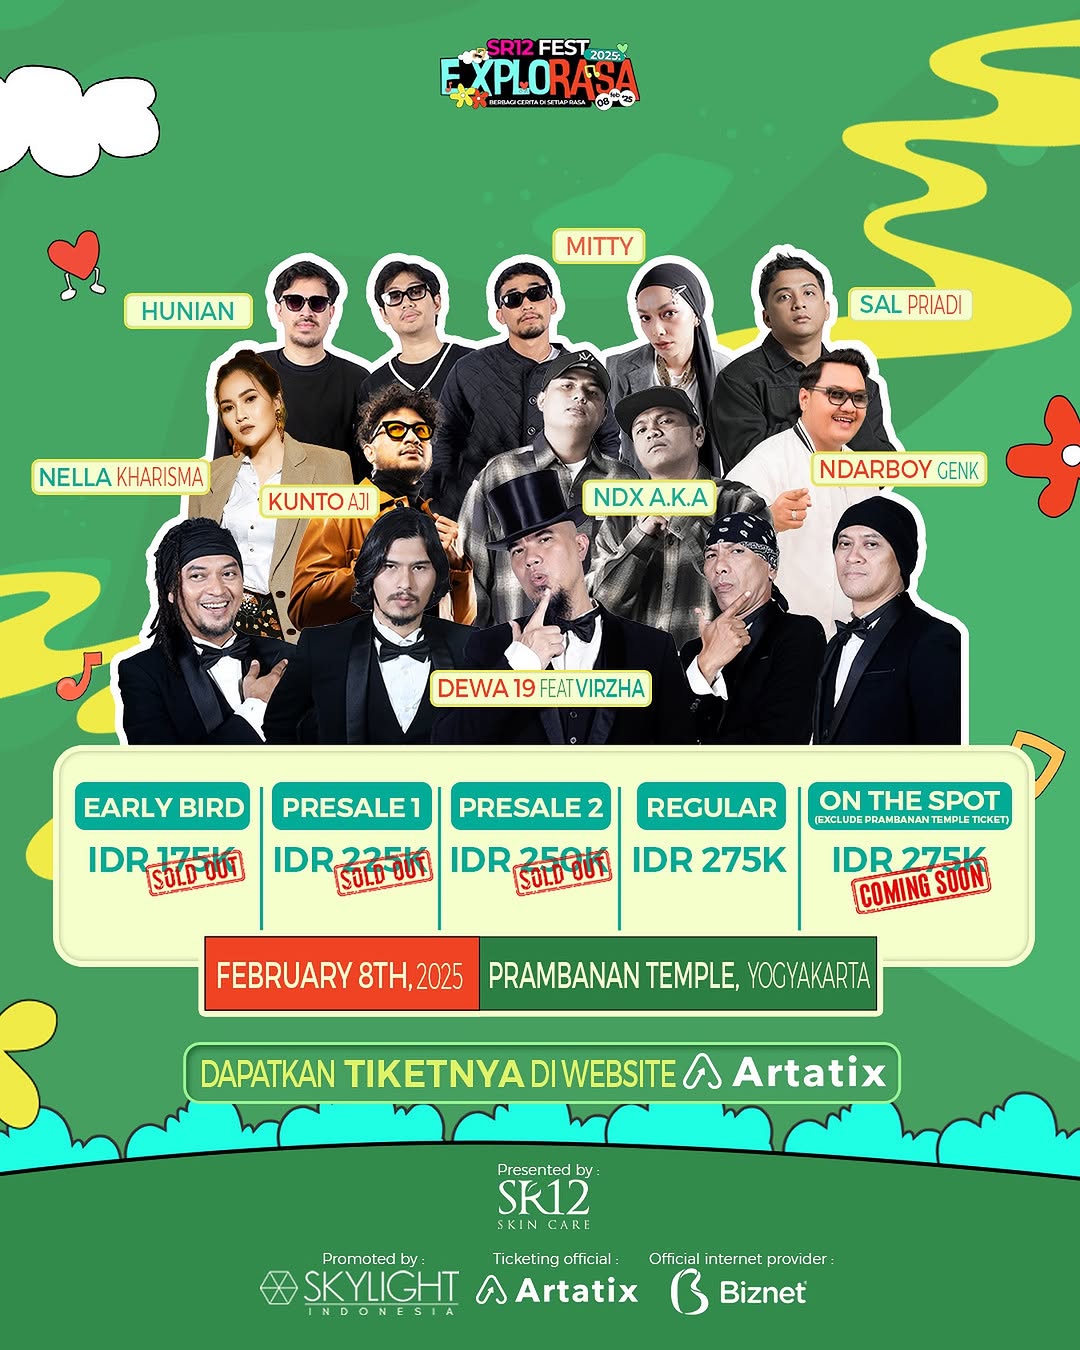 SR12 FEST
2025:
EXPLORASA
BERBAGI CERITA DI SETIAP RASA
08 feb '25
MITTY
HUNIAN
SAL PRIADI
NELLA KHARISMA
KUNTO AJI
NDX A.K.A
NDARBOY GENK
DEWA 19 FEAT VIRZHA
EARLY BIRD
IDR 175K
SOLD OUT
PRESALE 1
IDR 225K
SOLD OUT
PRESALE 2
IDR 250K
SOLD OUT
REGULAR
IDR 275K
ON THE SPOT
(EXCLUDE PRAMBANAN TEMPLE TICKET)
IDR 275K
COMING SOON
FEBRUARY 8TH, 2025
PRAMBANAN TEMPLE, YOGYAKARTA
DAPATKAN TIKETNYA DI WEBSITE Artatix
Presented by :
SR12
SKIN CARE
Promoted by :
SKYLIGHT
INDONESIA
Ticketing official :
Artatix
Official internet provider :
Biznet